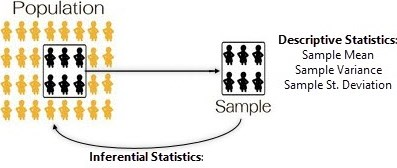 Population
Descriptive Statistics:
Sample Mean
Sample Variance
Sample St. Deviation
Sample
Inferential Statistics: